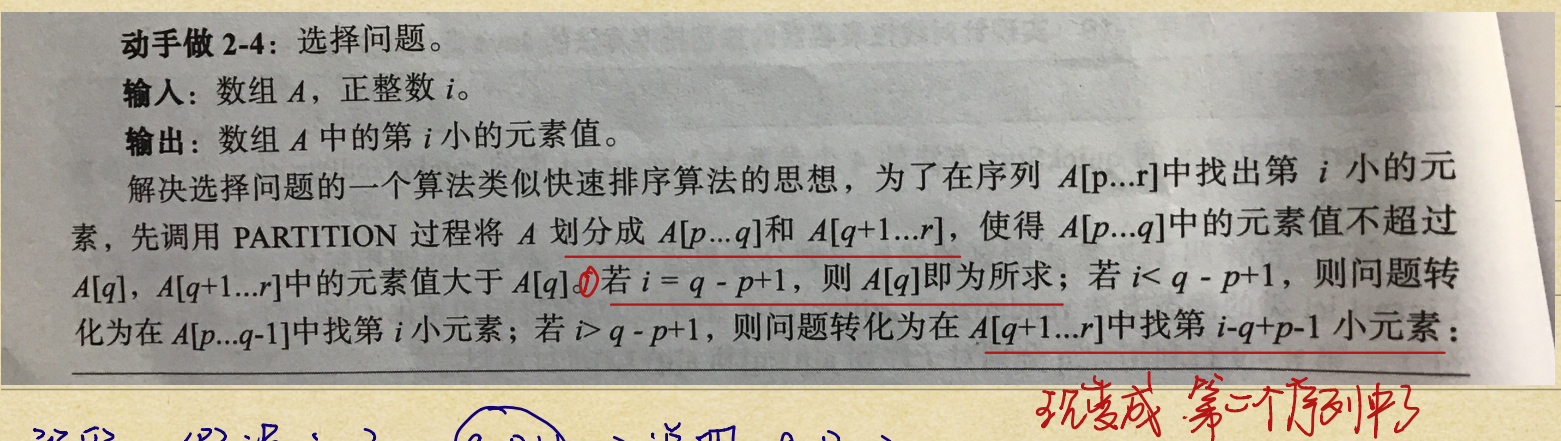 动手做 2-4：选择问题。
输入：数组 A，正整数 i。
输出：数组 A 中的第 i 小的元素值。
解决选择问题的一个算法类似快速排序算法的思想，为了在序列 A[p...r]中找出第 i 小的元
素，先调用 PARTITION 过程将 A 划分成 A[p...q]和 A[q+1...r]，使得 A[p...q]中的元素值不超过
A[q]，A[q+1...r]中的元素值大于 A[q]。①若 i = q - p+1，则 A[q]即为所求；若 i< q - p+1，则问题转
化为在 A[p...q-1]中找第 i 小元素；若 i> q - p+1，则问题转化为在 A[q+1...r]中找第 i-q+p-1 小元素：
变成 第二个序列中了